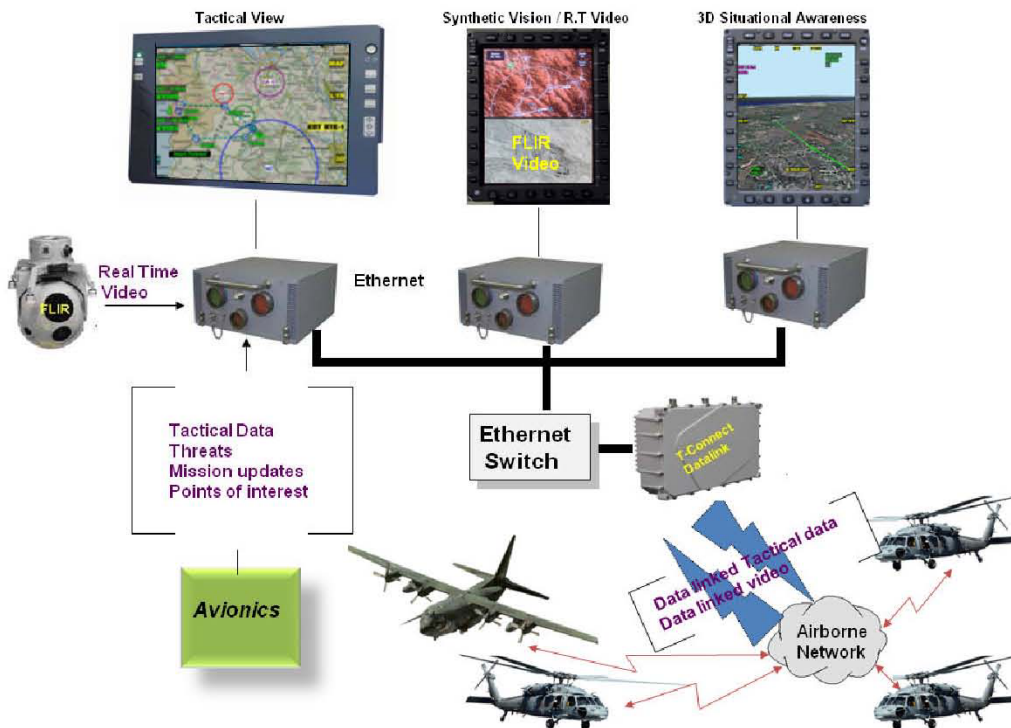 Tactical View
Synthetic Vision / R.T Video
3D Situational Awareness
FLIR
Video
Real Time
Video
FLIR
Ethernet
Tactical Data
Threats
Mission updates
Points of interest
Ethernet
Switch
T-Connect
Datalink
Avionics
Data linked Tactical data
Data linked video
Airborne
Network